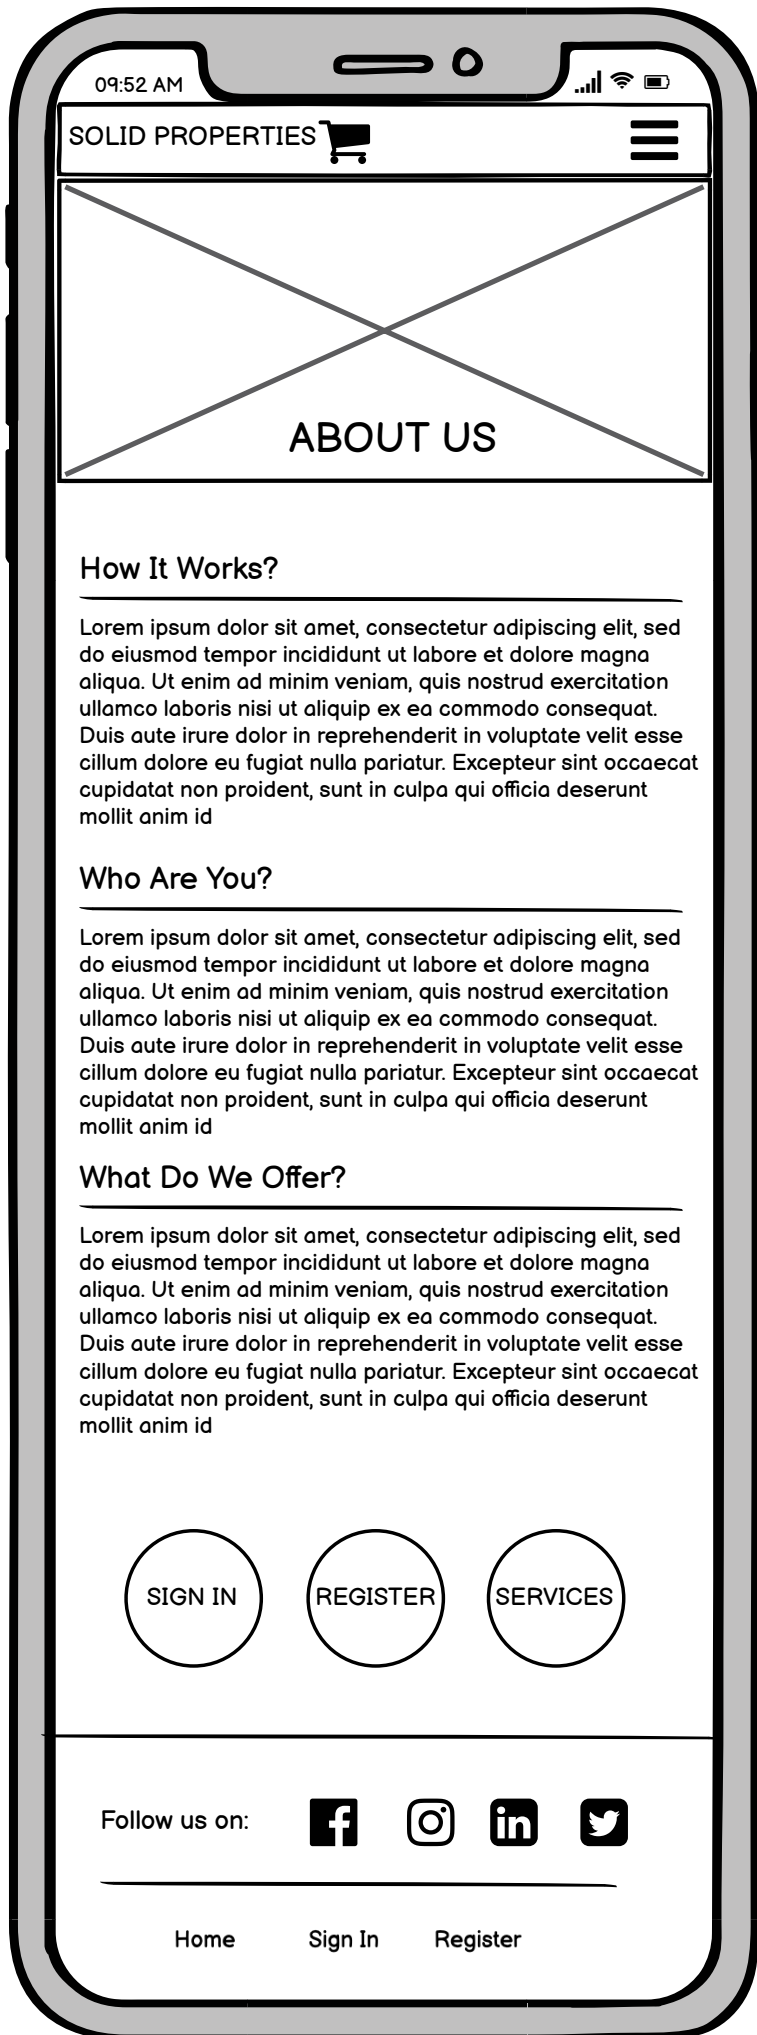 09:52 AM
SOLID PROPERTIES
ABOUT US
How It Works?
Lorem ipsum dolor sit amet, consectetur adipiscing elit, sed
do eiusmod tempor incididunt ut labore et dolore magna
aliqua. Ut enim ad minim veniam, quis nostrud exercitation
ullamco laboris nisi ut aliquip ex ea commodo consequat.
Duis aute irure dolor in reprehenderit in voluptate velit esse
cillum dolore eu fugiat nulla pariatur. Excepteur sint occaecat
cupidatat non proident, sunt in culpa qui officia deserunt
mollit anim id
Who Are You?
Lorem ipsum dolor sit amet, consectetur adipiscing elit, sed
do eiusmod tempor incididunt ut labore et dolore magna
aliqua. Ut enim ad minim veniam, quis nostrud exercitation
ullamco laboris nisi ut aliquip ex ea commodo consequat.
Duis aute irure dolor in reprehenderit in voluptate velit esse
cillum dolore eu fugiat nulla pariatur. Excepteur sint occaecat
cupidatat non proident, sunt in culpa qui officia deserunt
mollit anim id
What Do We Offer?
Lorem ipsum dolor sit amet, consectetur adipiscing elit, sed
do eiusmod tempor incididunt ut labore et dolore magna
aliqua. Ut enim ad minim veniam, quis nostrud exercitation
ullamco laboris nisi ut aliquip ex ea commodo consequat.
Duis aute irure dolor in reprehenderit in voluptate velit esse
cillum dolore eu fugiat nulla pariatur. Excepteur sint occaecat
cupidatat non proident, sunt in culpa qui officia deserunt
mollit anim id
SIGN IN REGISTER SERVICES
Follow us on:
Home Sign In Register